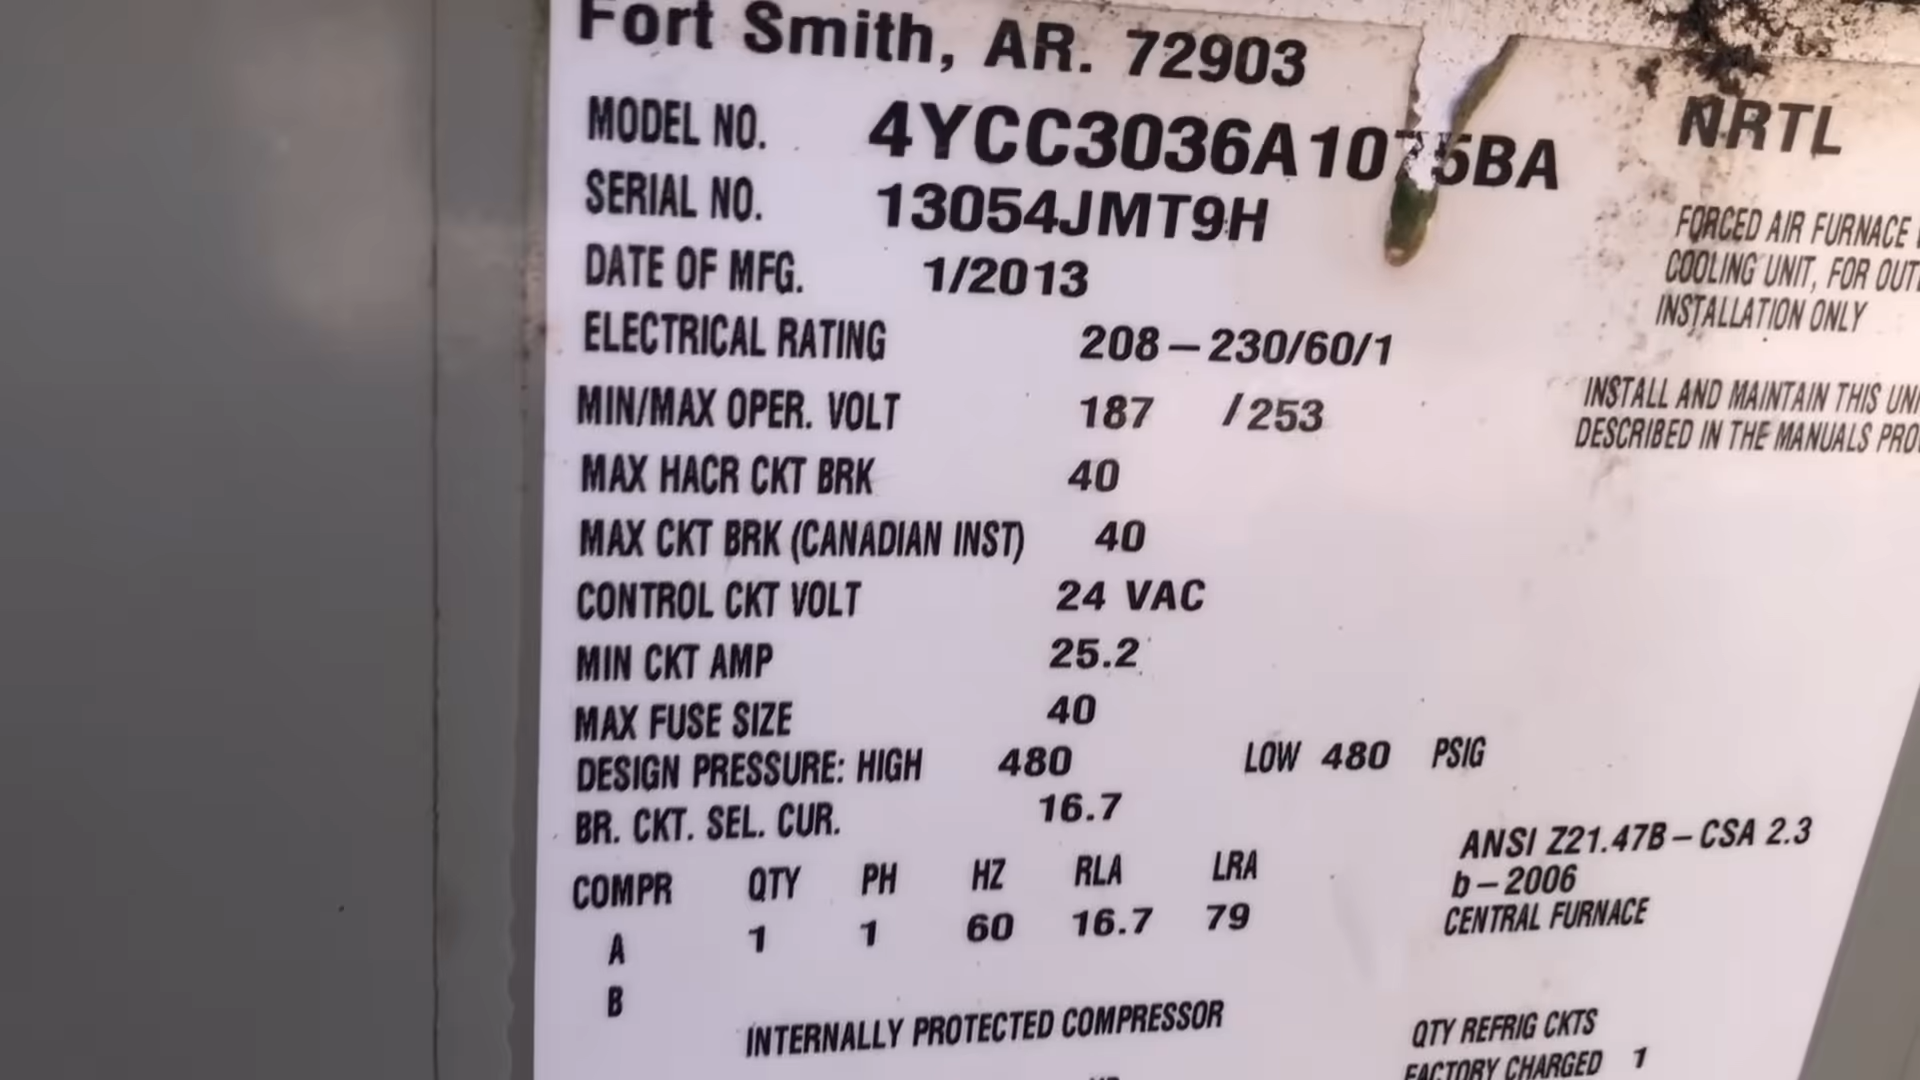 Fort Smith, AR. 72903
MODEL NO. 4YCC3036A1075BA
SERIAL NO. 13054JMT9H
DATE OF MFG. 1/2013
ELECTRICAL RATING 208-230/60/1
MIN/MAX OPER. VOLT 187 /253
MAX HACR CKT BRK 40
MAX CKT BRK (CANADIAN INST) 40
CONTROL CKT VOLT 24 VAC
MIN CKT AMP 25.2
MAX FUSE SIZE 40
DESIGN PRESSURE: HIGH 480 LOW 480 PSIG
BR. CKT. SEL. CUR. 16.7
COMPR QTY PH HZ RLA LRA
A 1 1 60 16.7 79
B
INTERNALLY PROTECTED COMPRESSOR
NRTL
FORCED AIR FURNACE
COOLING UNIT, FOR OUT
INSTALLATION ONLY
INSTALL AND MAINTAIN THIS UNI
DESCRIBED IN THE MANUALS PRO
ANSI Z21.47B-CSA 2.3
b-2006
CENTRAL FURNACE
QTY REFRIG CKTS
FACTORY CHARGED 1